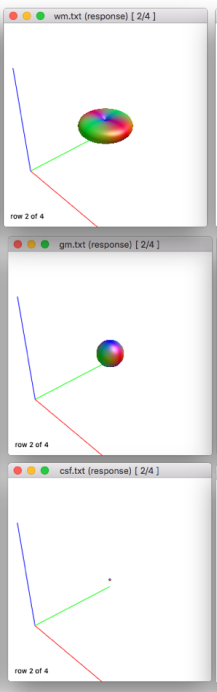 wm.txt (response) [ 2/4 ]
row 2 of 4
gm.txt (response) [ 2/4 ]
row 2 of 4
csf.txt (response) [ 2/4 ]
row 2 of 4